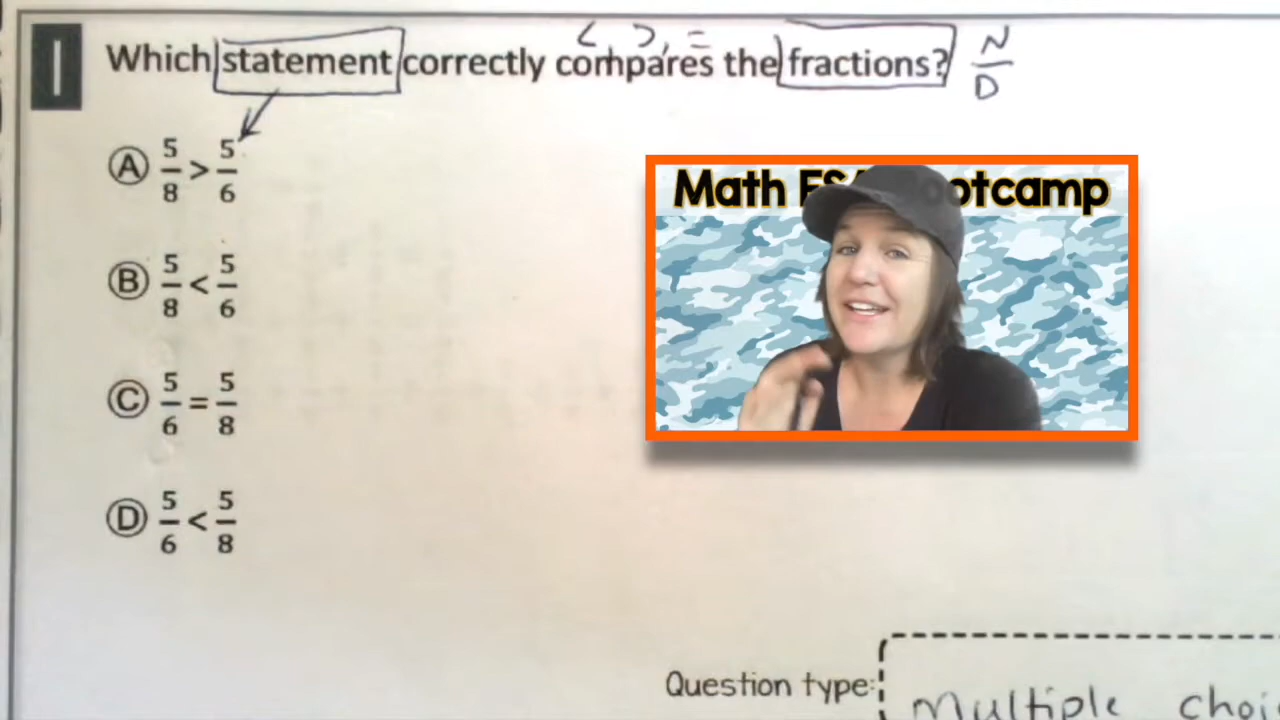 < >, =
1 Which statement correctly compares the fractions? N/D
Ⓐ 5/8 > 5/6
Ⓑ 5/8 < 5/6
Ⓒ 5/6 = 5/8
Ⓓ 5/6 < 5/8
Math
Question type:
Multiple